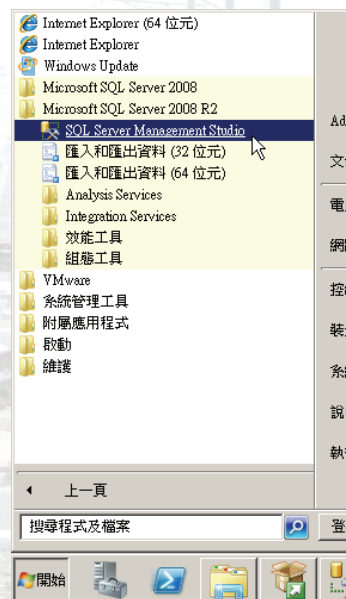 Internet Explorer (64 位元)
Internet Explorer
Windows Update
Microsoft SQL Server 2008
Microsoft SQL Server 2008 R2
SQL Server Management Studio
匯入和匯出資料 (32 位元)
匯入和匯出資料 (64 位元)
Analysis Services
Integration Services
效能工具
組態工具
VMware
系統管理工具
附屬應用程式
啟動
維護
上一頁
搜尋程式及檔案
開始
Ad
文
電
網
控
裝
系
說
執
登